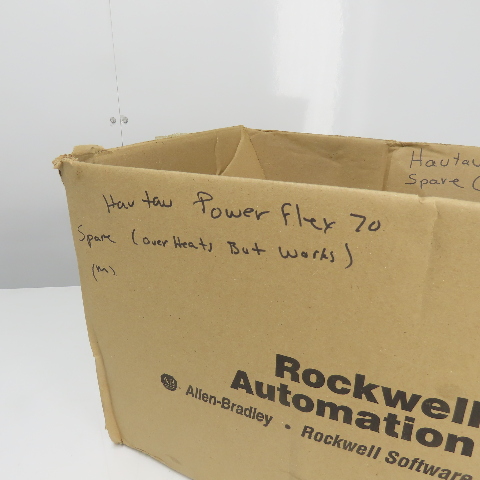 Hautau Power Flex 70
Spare (over Heats But works)
(m)
Hautau
Spare (
Rockwell
Automation
Allen-Bradley • Rockwell Software